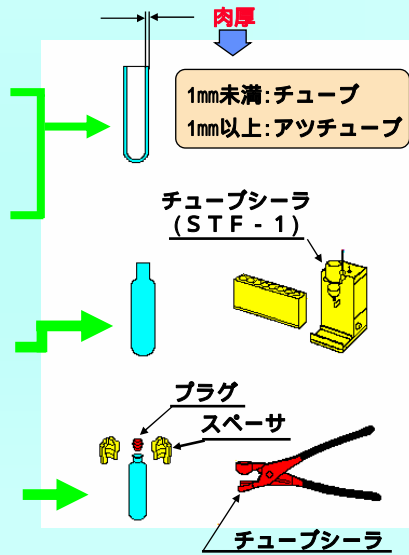 肉厚
1mm未満:チューブ
1mm以上:アツチューブ
チューブシーラ
(STF-1)
プラグ
スペーサ
チューブシーラ